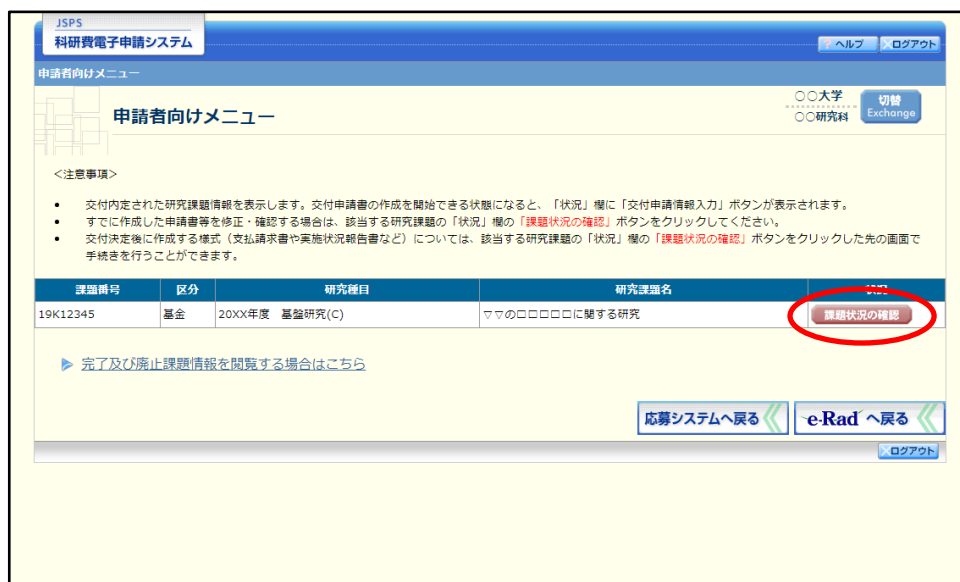 JSPS
科研費電子申請システム
? ヘルプ
ログアウト
申請者向けメニュー
申請者向けメニュー
○○大学
○○研究科
切替
Exchange
<注意事項>
• 交付内定された研究課題情報を表示します。交付申請書の作成を開始できる状態になると、「状況」欄に「交付申請情報入力」ボタンが表示されます。
• すでに作成した申請書等を修正・確認する場合は、該当する研究課題の「状況」欄の「課題状況の確認」ボタンをクリックしてください。
• 交付決定後に作成する様式（支払請求書や実施状況報告書など）については、該当する研究課題の「状況」欄の「課題状況の確認」ボタンをクリックした先の画面で
手続きを行うことができます。
課題番号 区分 研究種目 研究課題名 状況
19K12345 基金 20XX年度 基盤研究(C) ▽▽の□□□□□に関する研究 課題状況の確認
完了及び廃止課題情報を閲覧する場合はこちら
応募システムへ戻る
e-Rad へ戻る
ログアウト